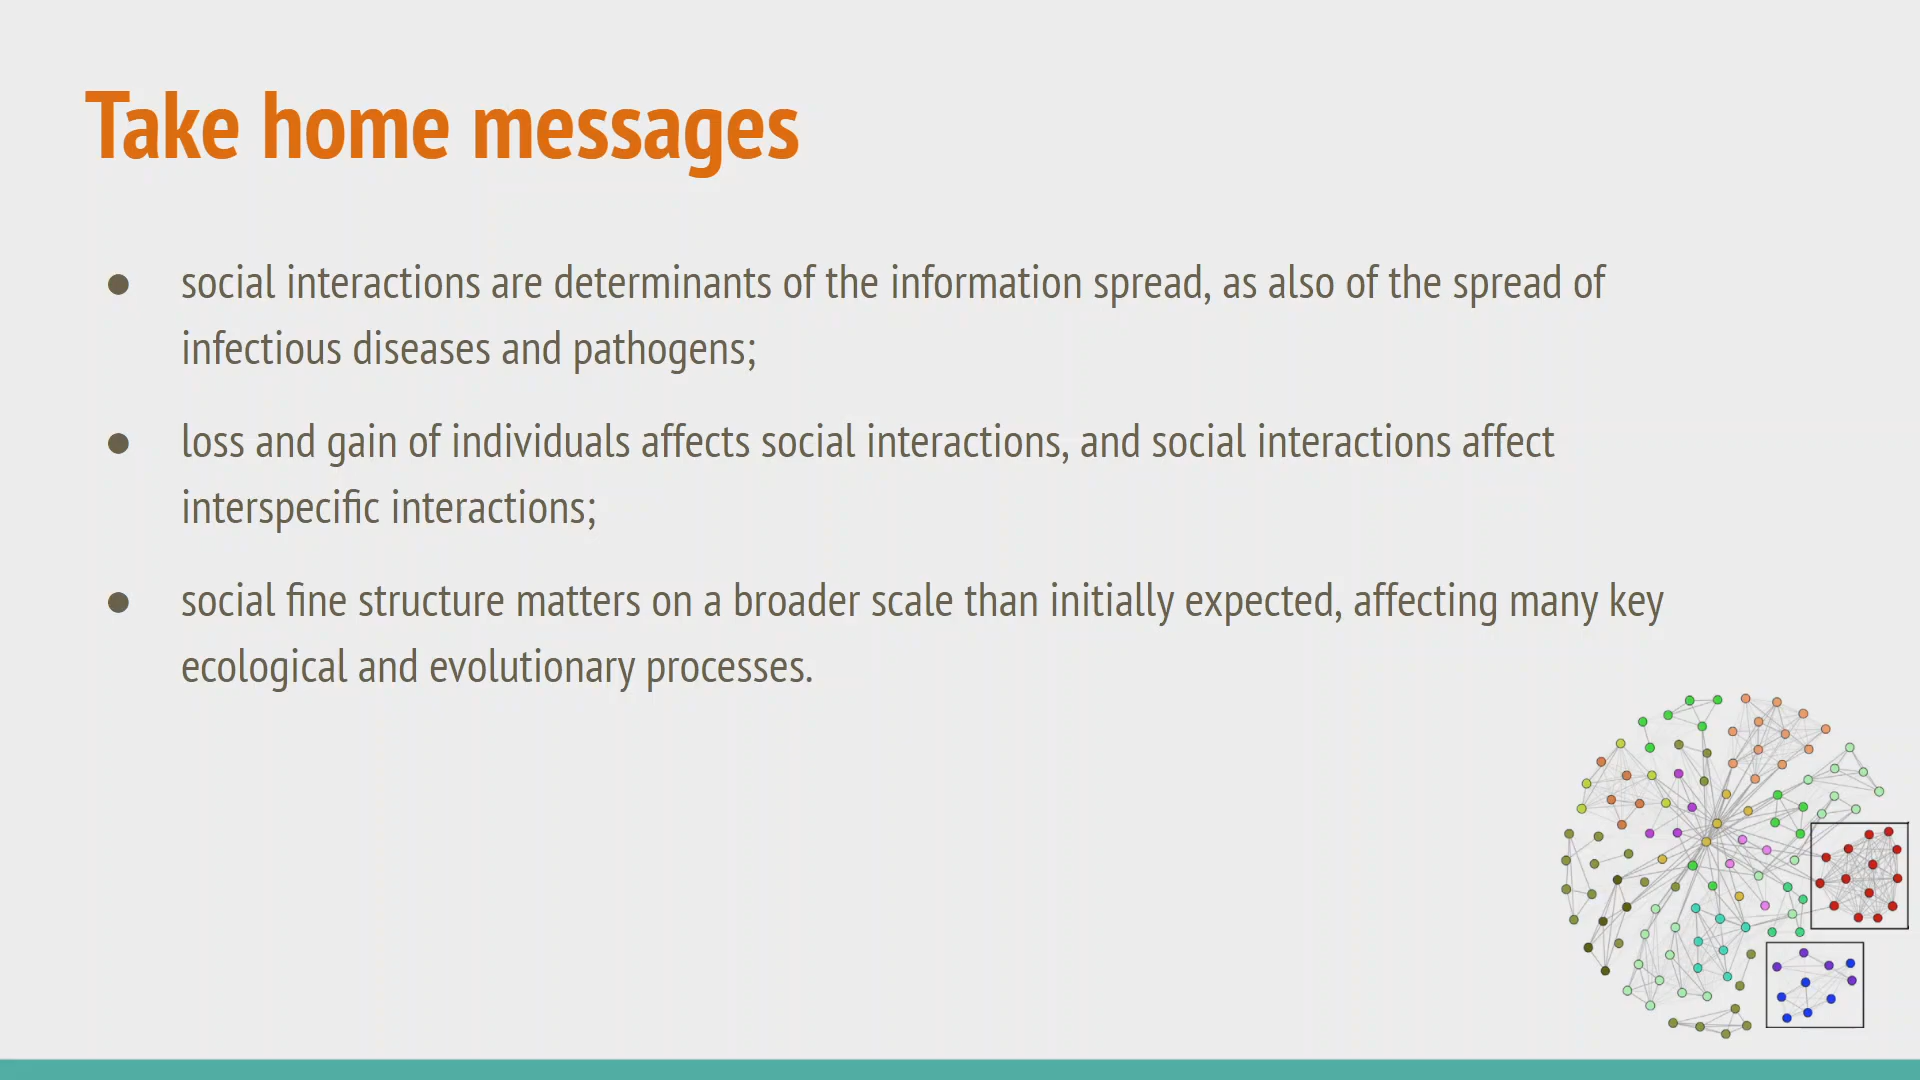 Take home messages
● social interactions are determinants of the information spread, as also of the spread of
infectious diseases and pathogens;
● loss and gain of individuals affects social interactions, and social interactions affect
interspecific interactions;
● social fine structure matters on a broader scale than initially expected, affecting many key
ecological and evolutionary processes.